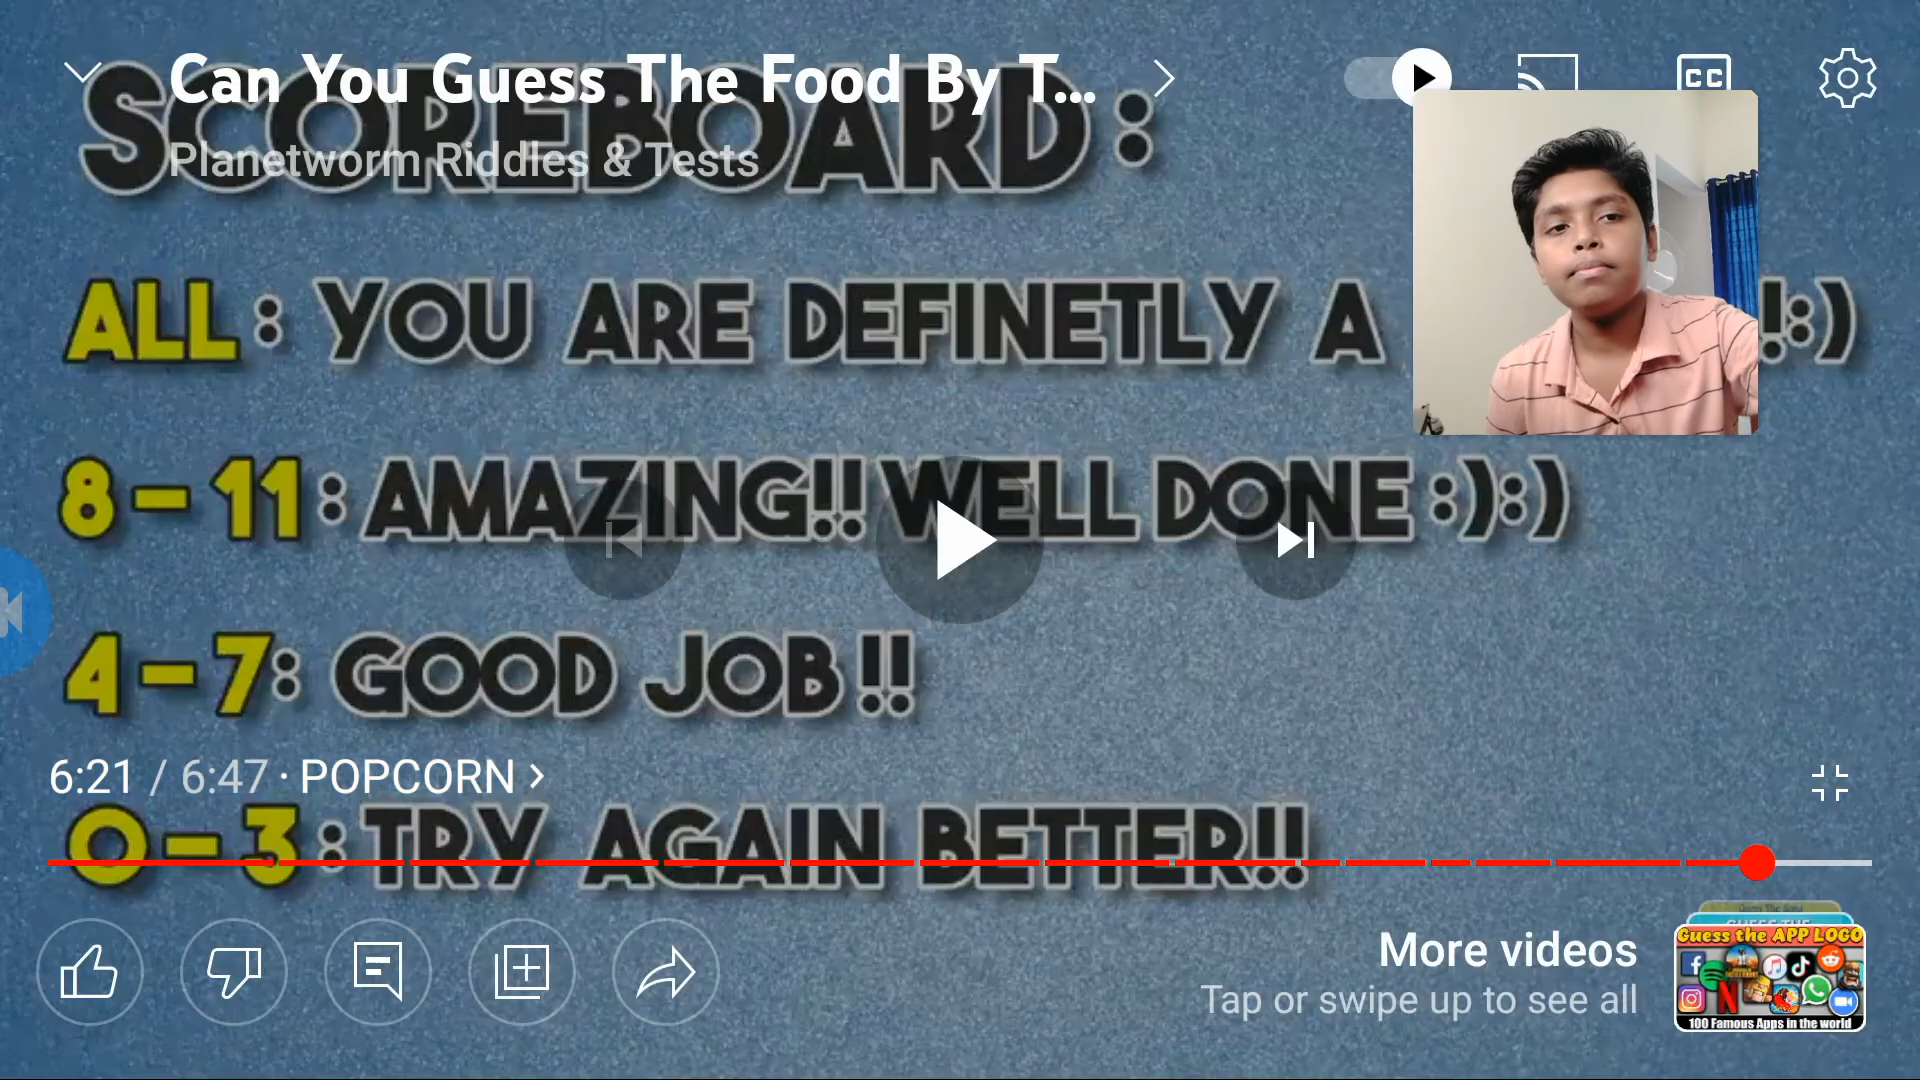 Can You Guess The Food By T...
SCOREBOARD:
Planetworm Riddles & Tests
CC
ALL: YOU ARE DEFINETLY A !:)
8-11: AMAZING!! WELL DONE :):)
4-7: GOOD JOB!!
6:21 / 6:47 · POPCORN >
0-3: TRY AGAIN BETTER!!
More videos
Tap or swipe up to see all
Guess the APP LOGO
100 Famous Apps in the world